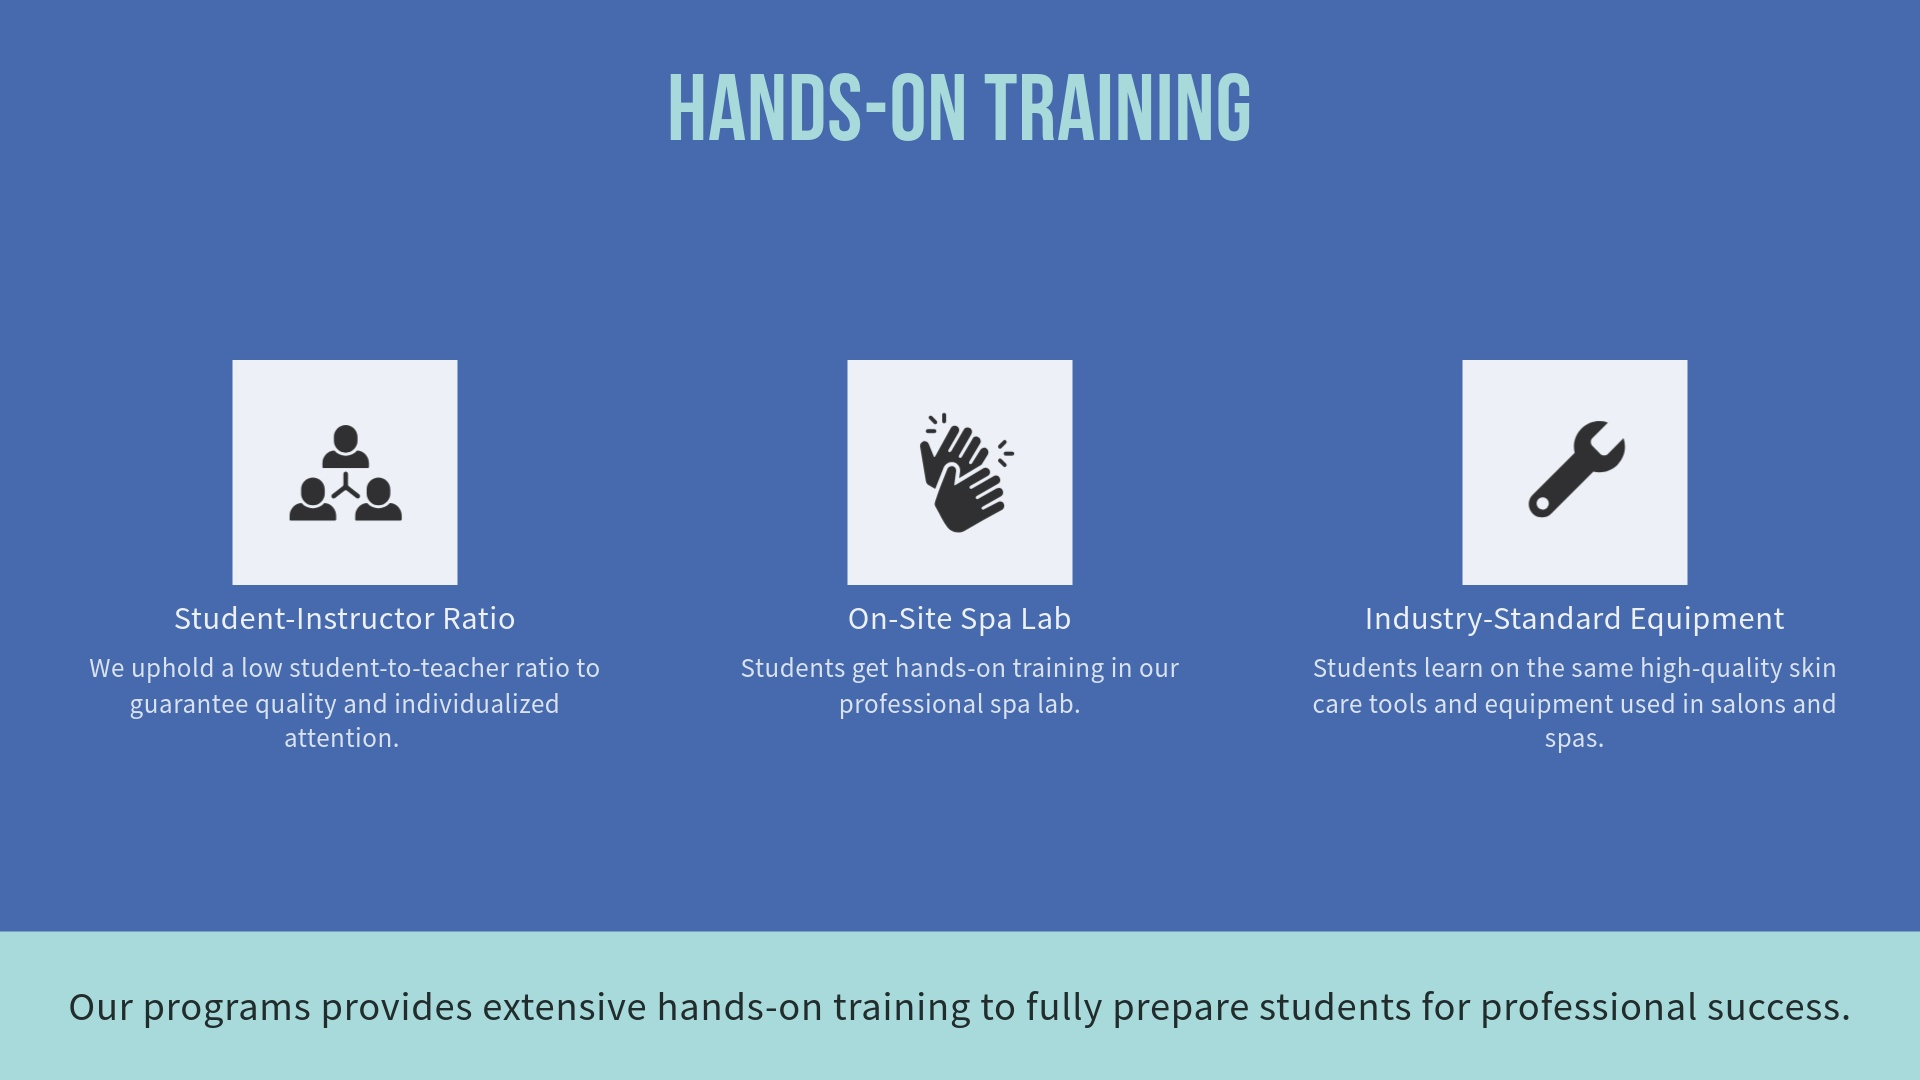 HANDS-ON TRAINING
Student-Instructor Ratio
We uphold a low student-to-teacher ratio to
guarantee quality and individualized
attention.
On-Site Spa Lab
Students get hands-on training in our
professional spa lab.
Industry-Standard Equipment
Students learn on the same high-quality skin
care tools and equipment used in salons and
spas.
Our programs provides extensive hands-on training to fully prepare students for professional success.